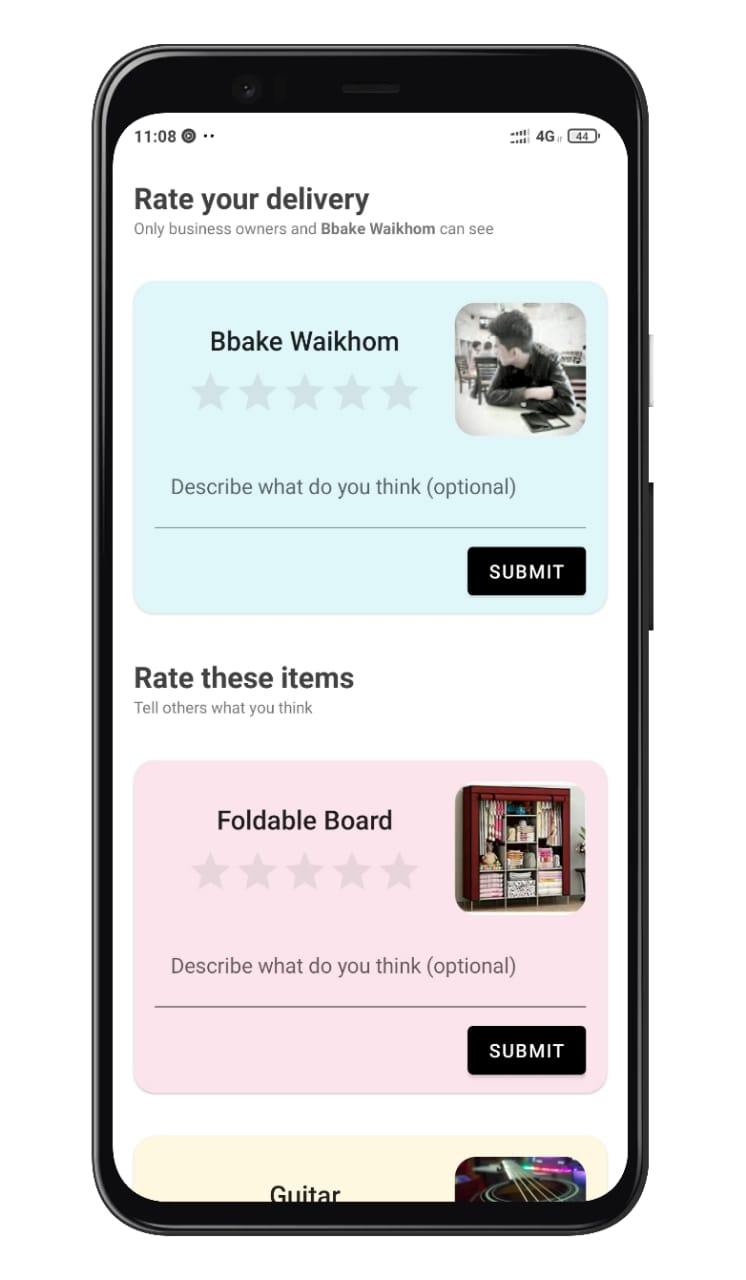 11:08
4G
44
Rate your delivery
Only business owners and Bbake Waikhom can see
Bbake Waikhom
Describe what do you think (optional)
SUBMIT
Rate these items
Tell others what you think
Foldable Board
Describe what do you think (optional)
SUBMIT
Guitar